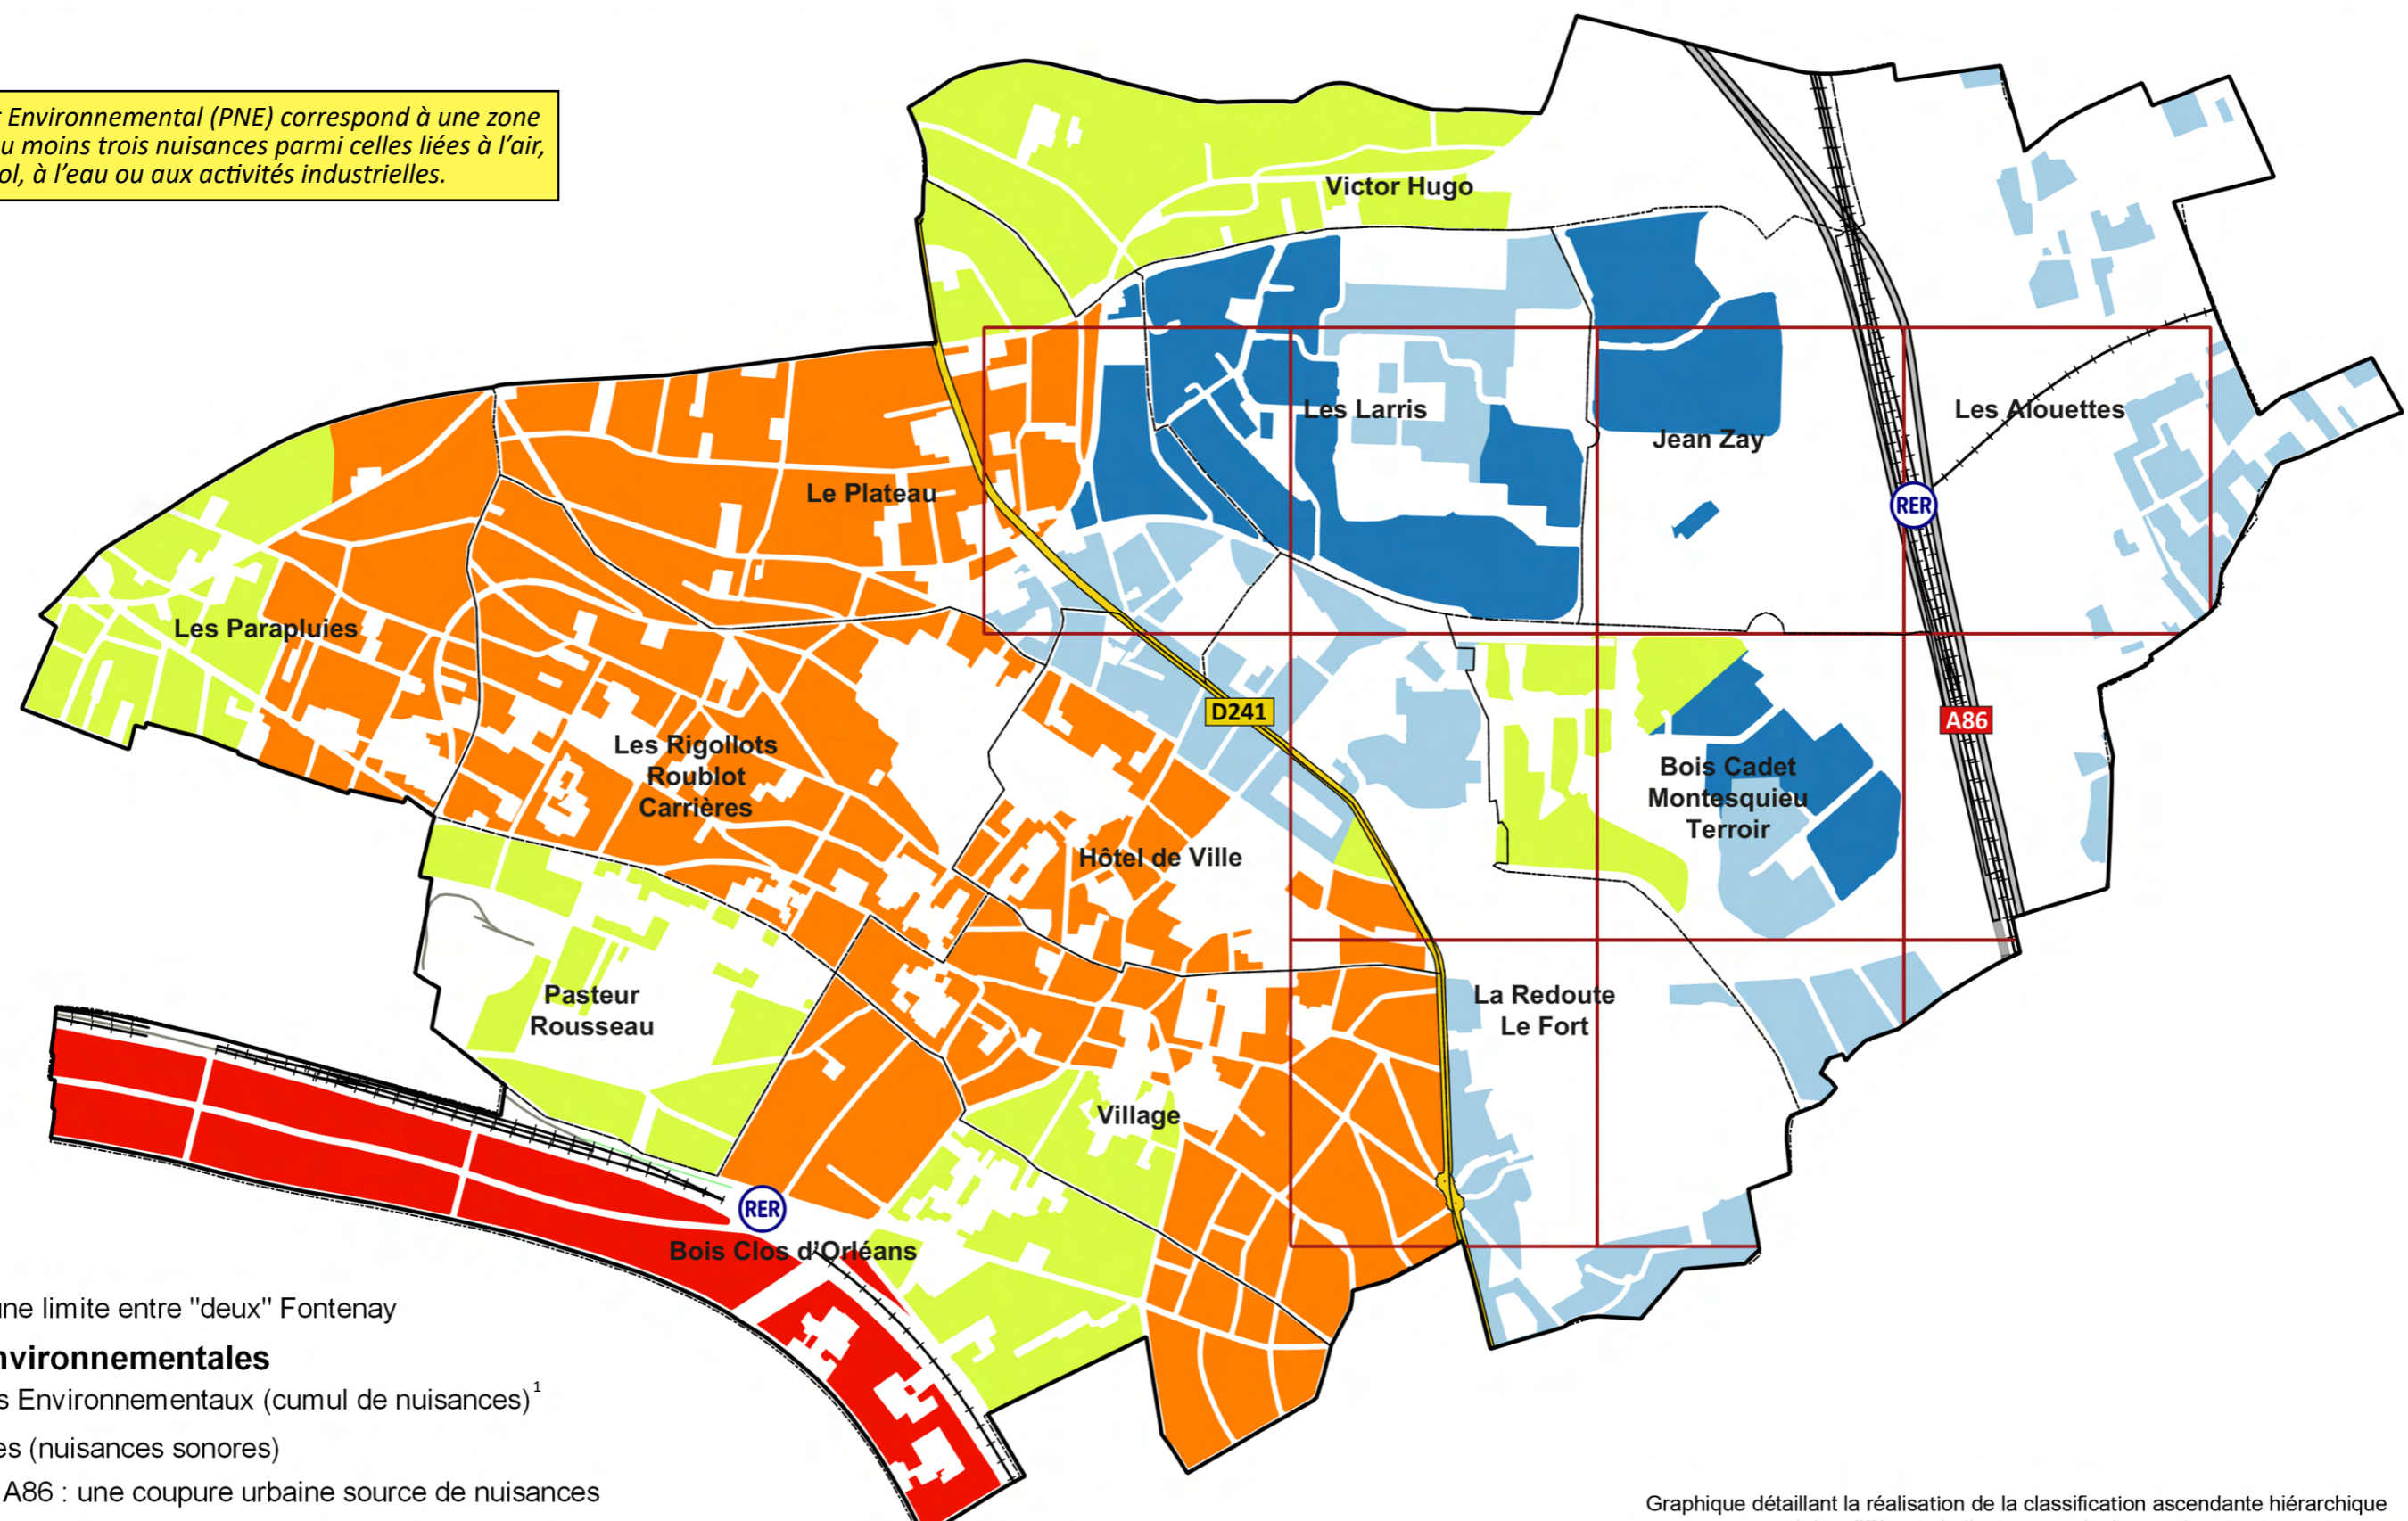 Environmental (PNE) correspond à une zone
u moins trois nuisances parmi celles liées à l'air,
ol, à l'eau ou aux activités industrielles.
Victor Hugo
Les Larris
Les Alouettes
Jean Zay
Le Plateau
RER
Les Parapluies
D241
A86
Les Rigollots
Roublot
Carrières
Bois Cadet
Montesquieu
Terroir
Hôtel de Ville
Pasteur
Rousseau
La Redoute
Le Fort
Village
RER
Bois Clos d'Orléans
une limite entre "deux" Fontenay
nvironnementales
s Environnementaux (cumul de nuisances)¹
es (nuisances sonores)
A86 : une coupure urbaine source de nuisances
Graphique détaillant la réalisation de la classification ascendante hiérarchique